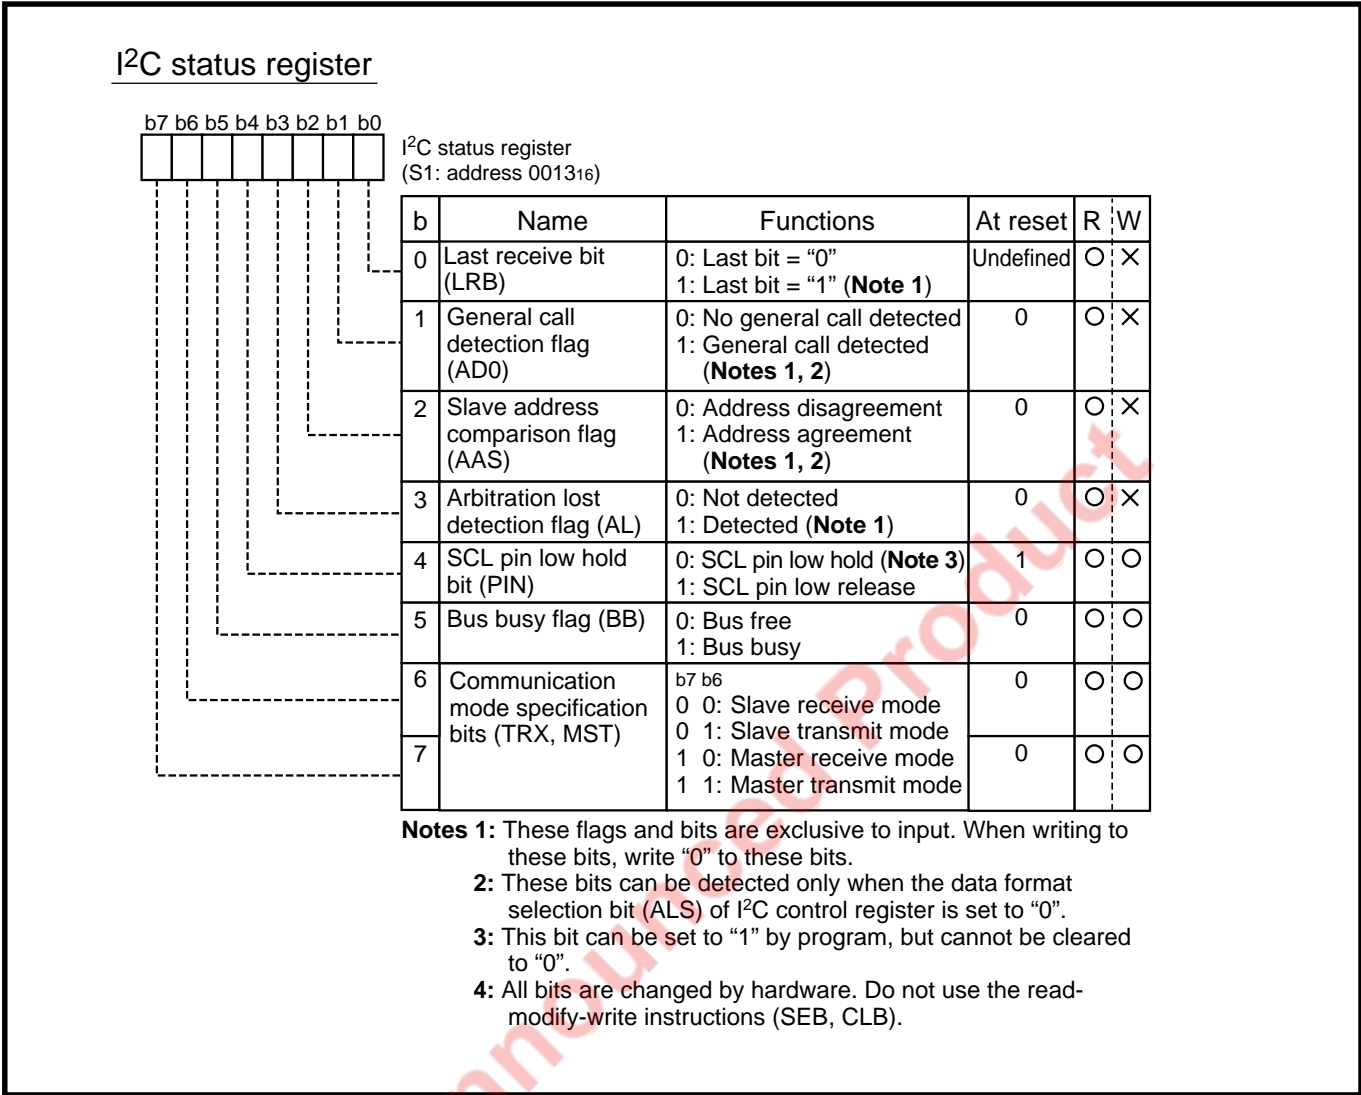 I2C status register
b7 b6 b5 b4 b3 b2 b1 b0
I2C status register
(S1: address 001316)
b Name Functions At reset R W
0 Last receive bit (LRB) 0: Last bit = “0” Undefined O ×
1: Last bit = “1” (Note 1)
1 General call detection flag (AD0) 0: No general call detected 0 O ×
1: General call detected
(Notes 1, 2)
2 Slave address comparison flag (AAS) 0: Address disagreement 0 O ×
1: Address agreement
(Notes 1, 2)
3 Arbitration lost detection flag (AL) 0: Not detected 0 O ×
1: Detected (Note 1)
4 SCL pin low hold bit (PIN) 0: SCL pin low hold (Note 3) 1 O O
1: SCL pin low release
5 Bus busy flag (BB) 0: Bus free 0 O O
1: Bus busy
6 Communication mode specification bits (TRX, MST) b7 b6 0 O O
0 0: Slave receive mode
0 1: Slave transmit mode
7 1 0: Master receive mode 0 O O
1 1: Master transmit mode
Notes 1: These flags and bits are exclusive to input. When writing to
these bits, write “0” to these bits.
2: These bits can be detected only when the data format
selection bit (ALS) of I2C control register is set to “0”.
3: This bit can be set to “1” by program, but cannot be cleared
to “0”.
4: All bits are changed by hardware. Do not use the read-
modify-write instructions (SEB, CLB).
nnounced Product